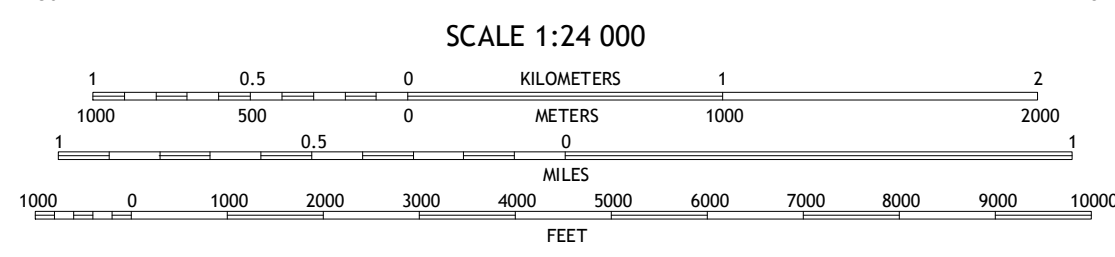 SCALE 1:24 000
1 0.5 0 KILOMETERS 1 2
1000 500 0 METERS 1000 2000
1 0.5 0 1
MILES
1000 0 1000 2000 3000 4000 5000 6000 7000 8000 9000 10000
FEET